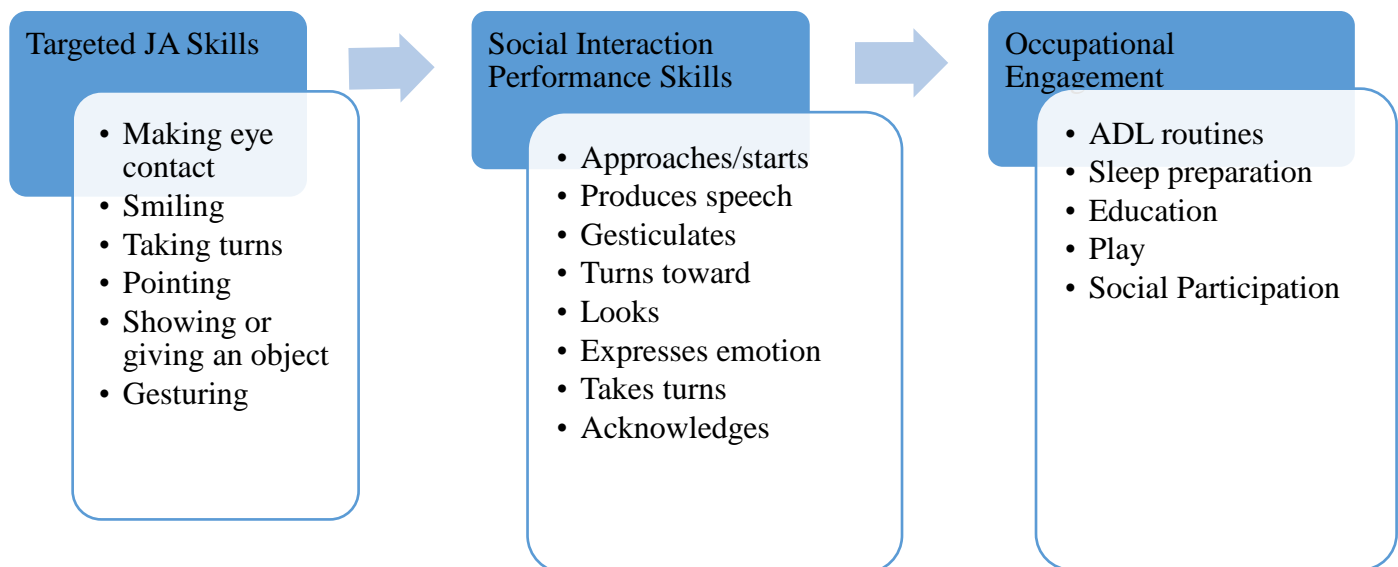 Targeted JA Skills
• Making eye
contact
• Smiling
• Taking turns
• Pointing
• Showing or
giving an object
• Gesturing
Social Interaction
Performance Skills
• Approaches/starts
• Produces speech
• Gesticulates
• Turns toward
• Looks
• Expresses emotion
• Takes turns
• Acknowledges
Occupational
Engagement
• ADL routines
• Sleep preparation
• Education
• Play
• Social Participation